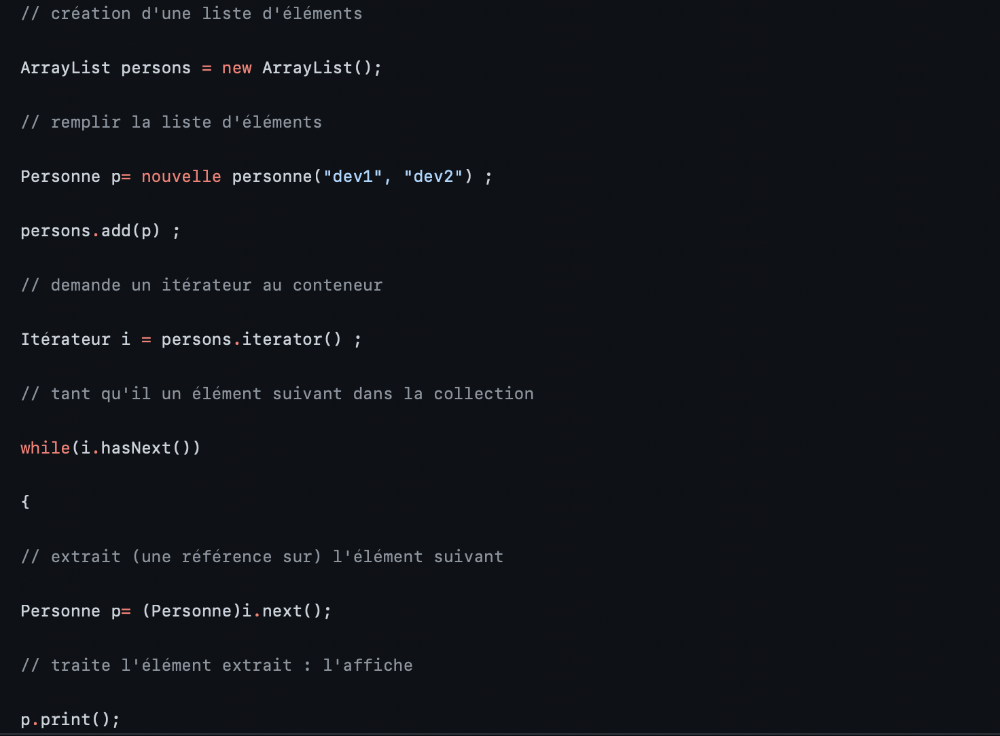 // création d'une liste d'éléments
ArrayList persons = new ArrayList();
// remplir la liste d'éléments
Personne p= nouvelle personne("dev1", "dev2") ;
persons.add(p) ;
// demande un itérateur au conteneur
Itérateur i = persons.iterator() ;
// tant qu'il un élément suivant dans la collection
while(i.hasNext())
{
// extrait (une référence sur) l'élément suivant
Personne p= (Personne)i.next();
// traite l'élément extrait : l'affiche
p.print();